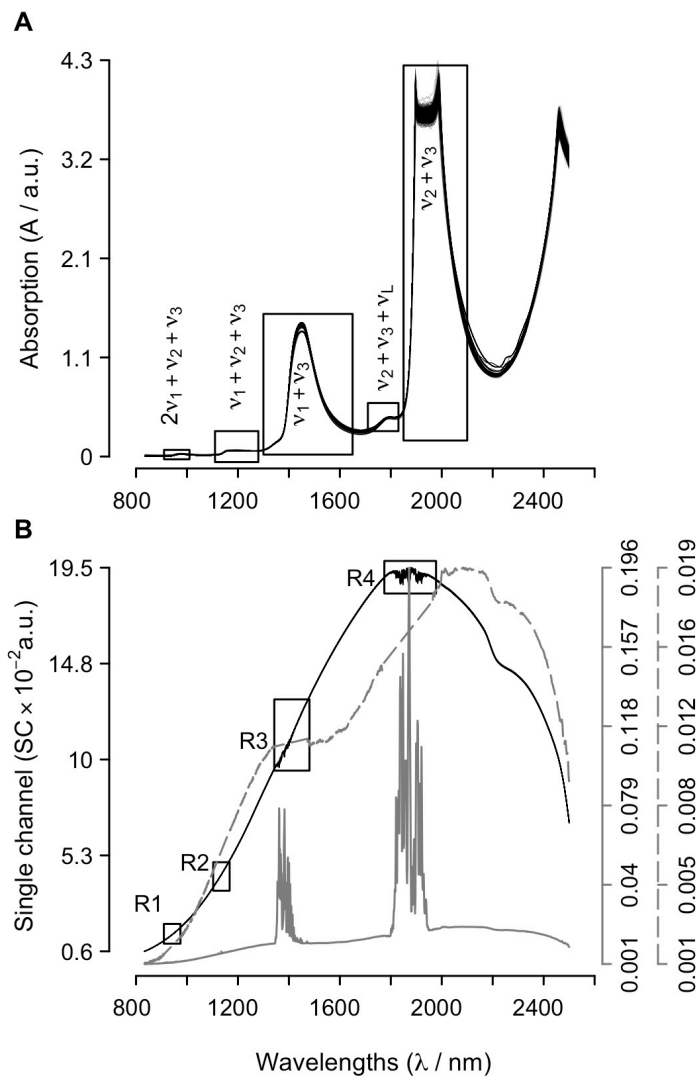 A
4.3
3.2
2.1
1.1
0
Absorption (A / a.u.)
2ν1 + ν2 + ν3
ν1 + ν2 + ν3
ν1 + ν3
ν2 + ν3 + νL
ν2 + ν3
800 1200 1600 2000 2400
B
19.5
14.8
10
5.3
0.6
Single channel (SC × 10−2 a.u.)
R1
R2
R3
R4
0.196
0.157
0.118
0.079
0.04
0.001
0.019
0.016
0.012
0.008
0.005
0.001
800 1200 1600 2000 2400
Wavelengths (λ / nm)